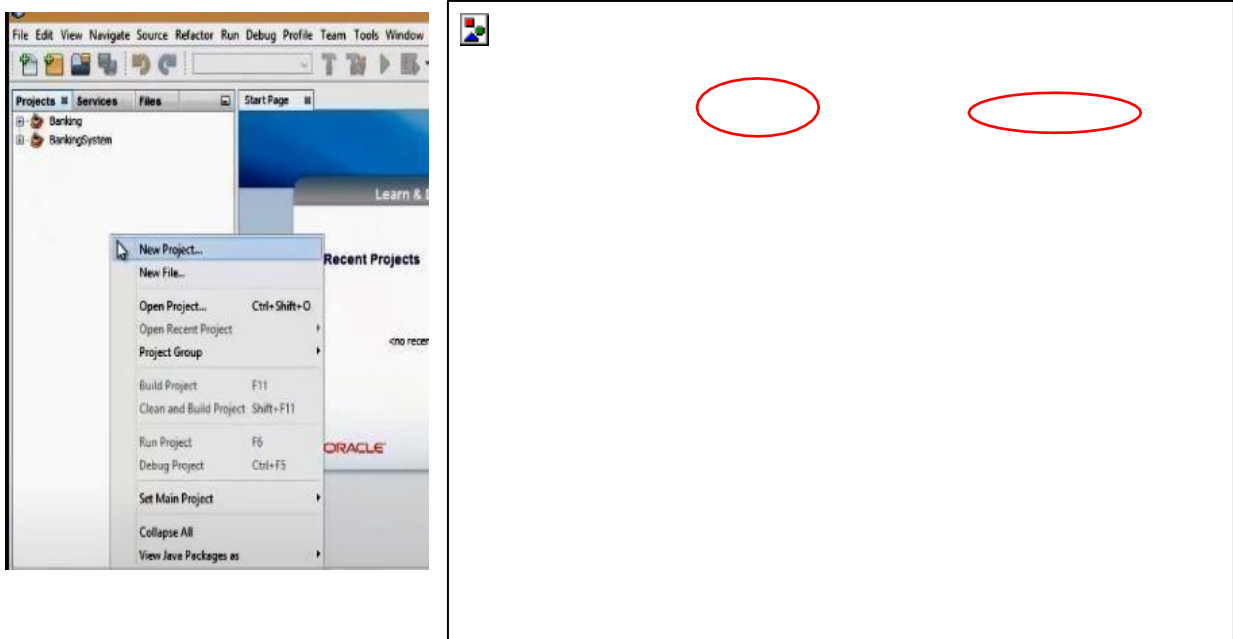 File Edit View Navigate Source Refactor Run Debug Profile Team Tools Window
Projects Services Files Start Page
Banking
BankingSystem
Learn &
New Project...
New File...
Recent Projects
Open Project... Ctrl+Shift+O
Open Recent Project
<no recen
Project Group
Build Project F11
Clean and Build Project Shift+F11
Run Project F6
ORACLE
Debug Project Ctrl+F5
Set Main Project
Collapse All
View Java Packages as